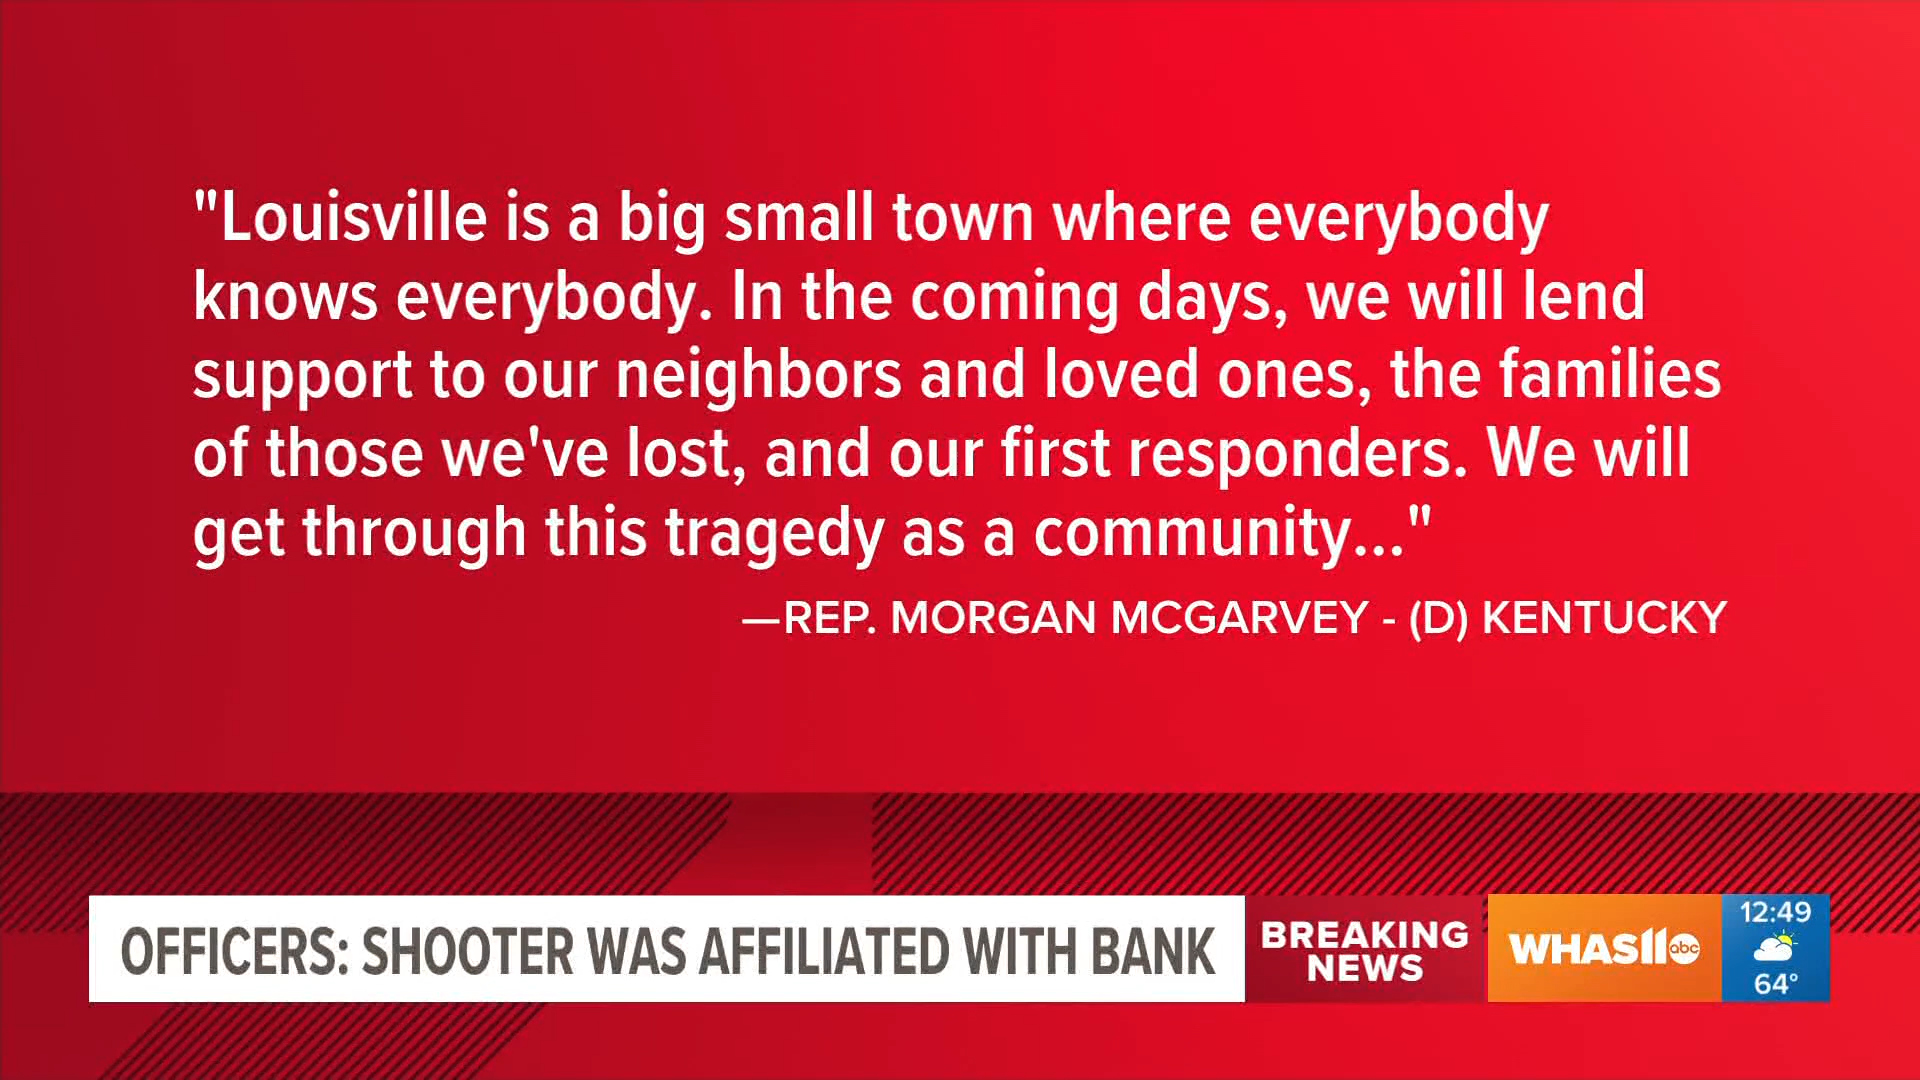 "Louisville is a big small town where everybody
knows everybody. In the coming days, we will lend
support to our neighbors and loved ones, the families
of those we've lost, and our first responders. We will
get through this tragedy as a community..."
—REP. MORGAN MCGARVEY - (D) KENTUCKY
OFFICERS: SHOOTER WAS AFFILIATED WITH BANK
BREAKING
NEWS
WHAS11 abc
12:49
64°